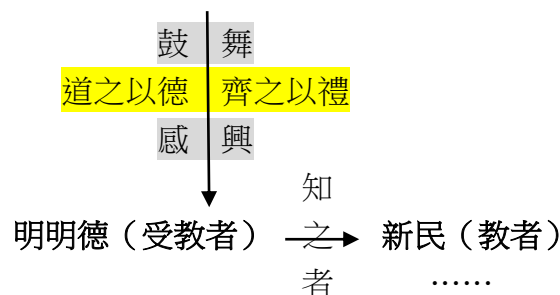 鼓 舞
道之以德 齊之以禮
感 興
知
明明德（受教者） 之 新民（教者）
者 ……